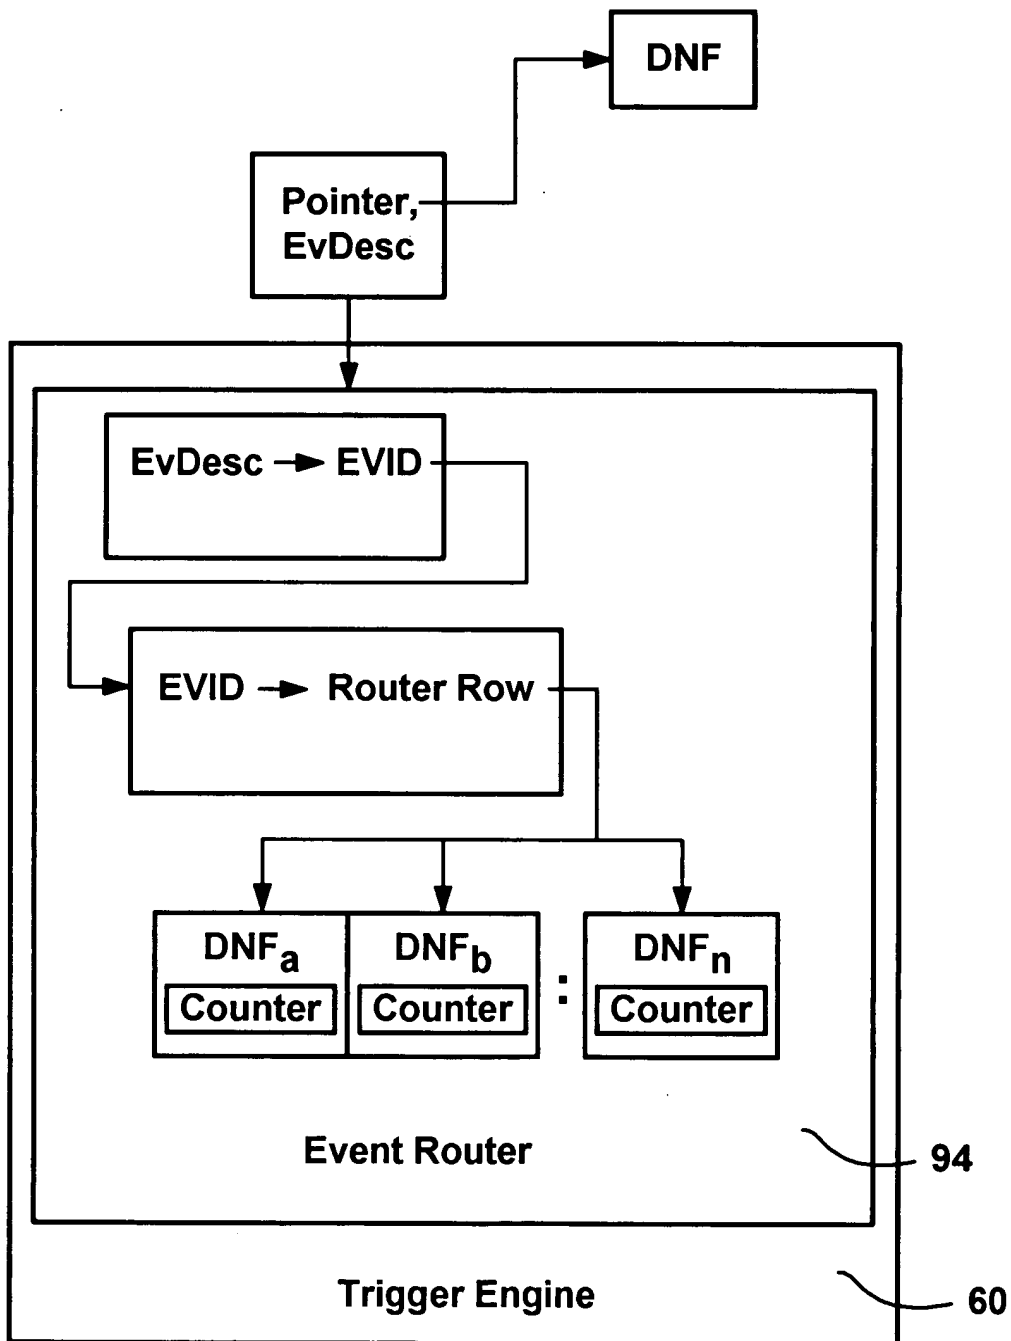 DNF
Pointer,
EvDesc
EvDesc → EVID
EVID → Router Row
DNFa DNFb : DNFn
Counter Counter Counter
Event Router
94
Trigger Engine
60